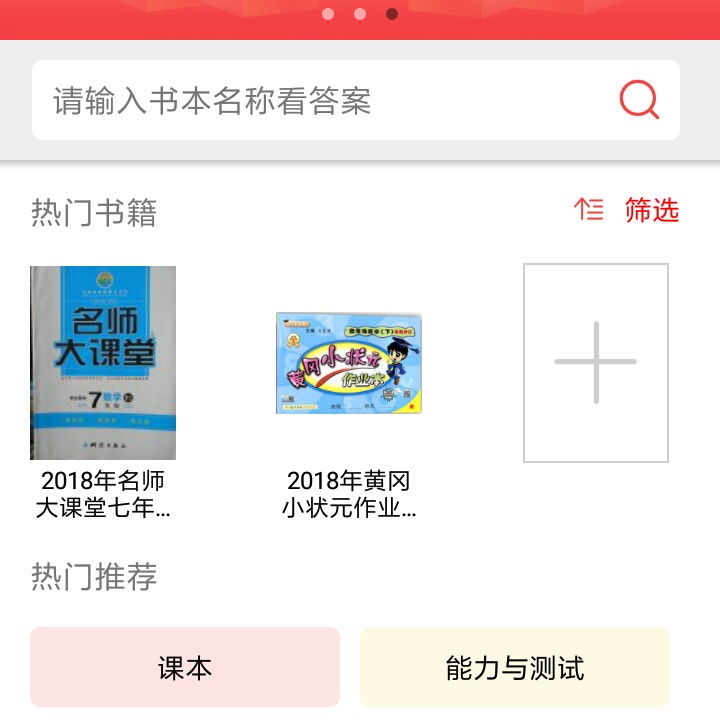 请输入书本名称看答案
热门书籍
筛选
名师
大课堂
7 数学
年级
黄冈小状元
作业本
2018年名师
大课堂七年...
2018年黄冈
小状元作业...
热门推荐
课本
能力与测试